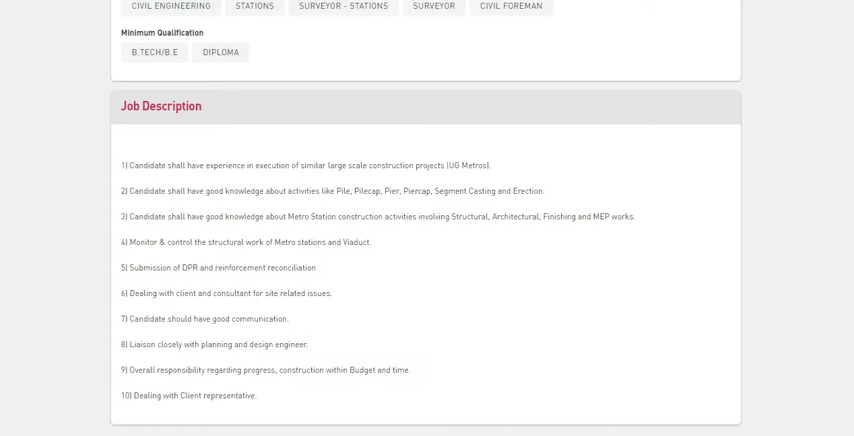 CIVIL ENGINEERING STATIONS SURVEYOR - STATIONS SURVEYOR CIVIL FOREMAN
Minimum Qualification
B.TECH/B.E DIPLOMA
Job Description
1) Candidate shall have experience in execution of similar large scale construction projects (UG Metros).
2) Candidate shall have good knowledge about activities like Pile, Pilecap, Pier, Piercap, Segment Casting and Erection.
3) Candidate shall have good knowledge about Metro Station construction activities involving Structural, Architectural, Finishing and MEP works.
4) Monitor & control the structural work of Metro stations and Viaduct.
5) Submission of DPR and reinforcement reconciliation
6) Dealing with client and consultant for site related issues.
7) Candidate should have good communication.
8) Liaison closely with planning and design engineer.
9) Overall responsibility regarding progress, construction within Budget and time.
10) Dealing with Client representative.